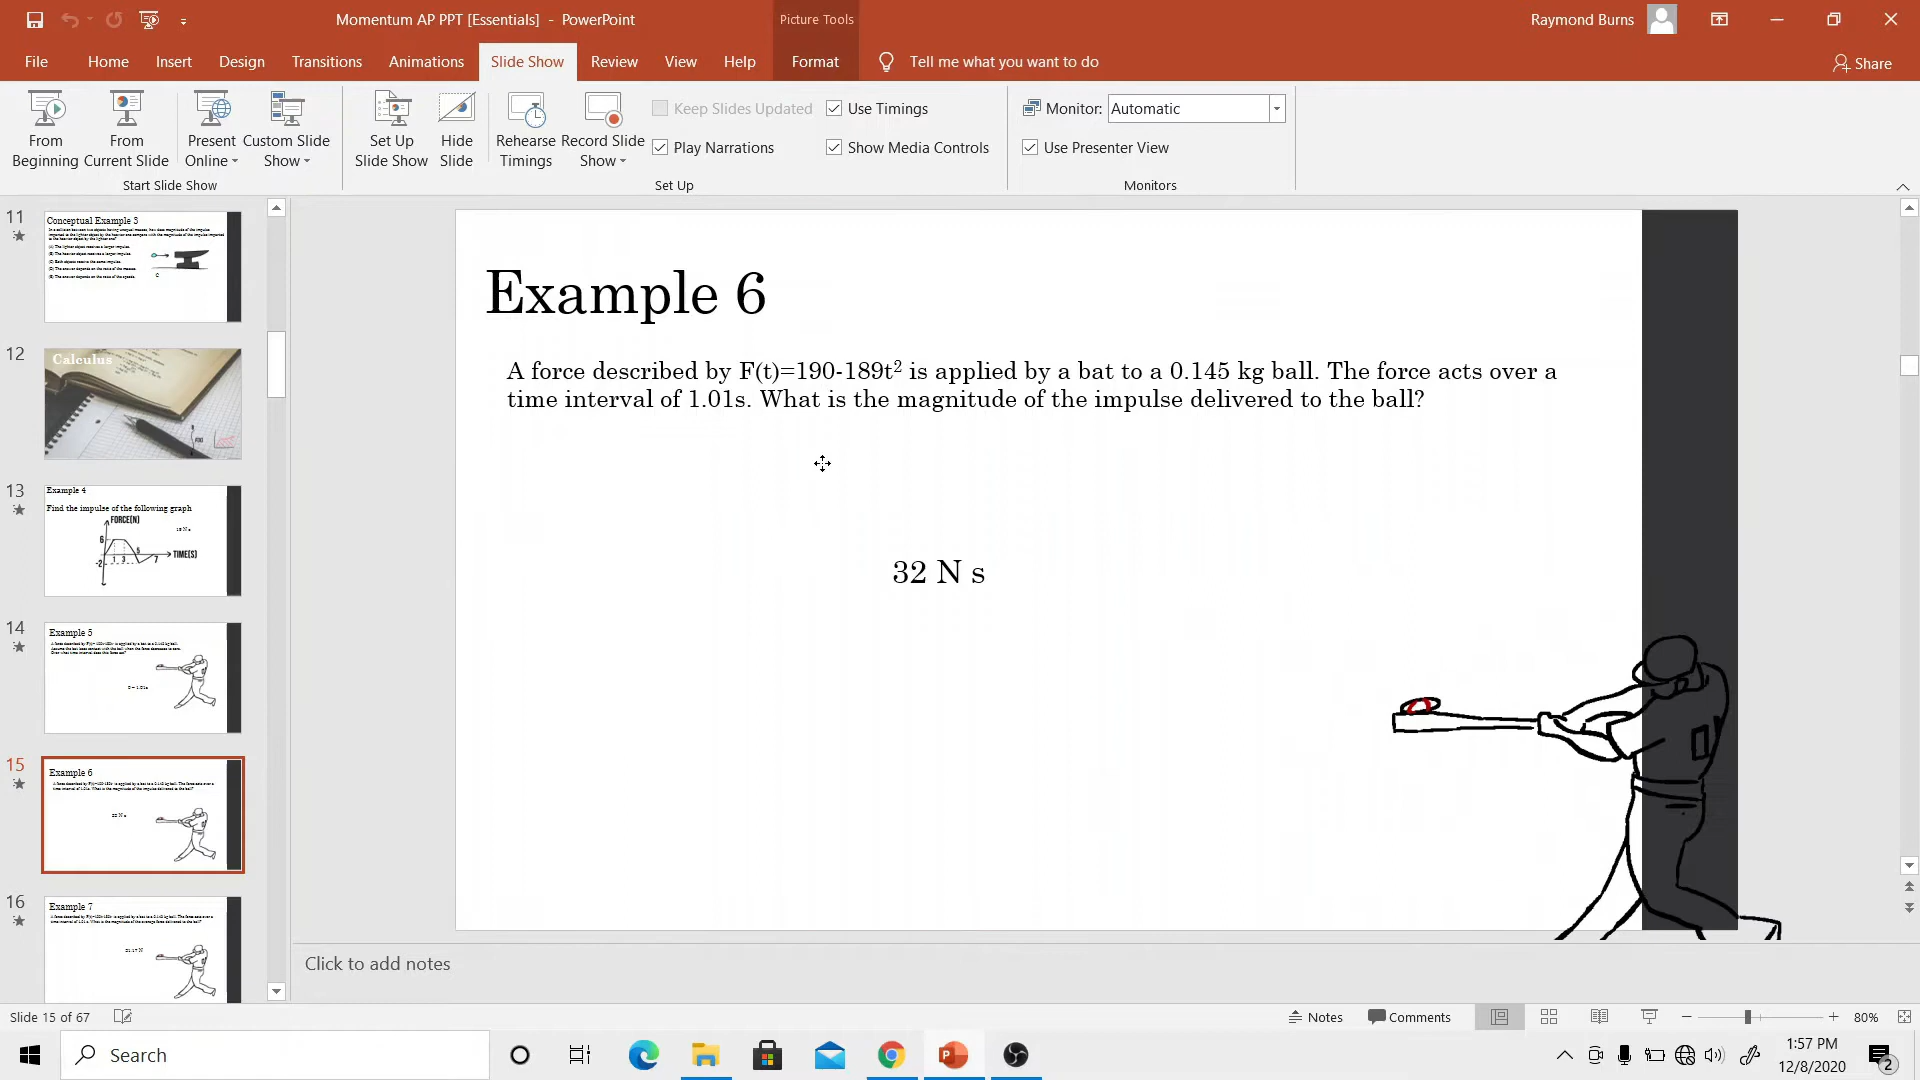 Momentum AP PPT [Essentials] - PowerPoint
Picture Tools
Raymond Burns
File Home Insert Design Transitions Animations Slide Show Review View Help Format Tell me what you want to do Share
From Beginning
From Current Slide
Present Online
Custom Slide Show
Start Slide Show
Set Up Slide Show
Hide Slide
Rehearse Timings
Record Slide Show
Keep Slides Updated
Play Narrations
Use Timings
Show Media Controls
Set Up
Monitor: Automatic
Use Presenter View
Monitors
11
Conceptual Example 3
12
Calculus
13
Example 4
Find the impulse of the following graph
FORCE(N)
6
-2
1 3 5 7
TIME(S)
14
Example 5
15
Example 6
16
Example 7
Example 6
A force described by F(t)=190-189t² is applied by a bat to a 0.145 kg ball. The force acts over a
time interval of 1.01s. What is the magnitude of the impulse delivered to the ball?
32 N s
Click to add notes
Slide 15 of 67
Notes
Comments
80%
Search
1:57 PM
12/8/2020
2